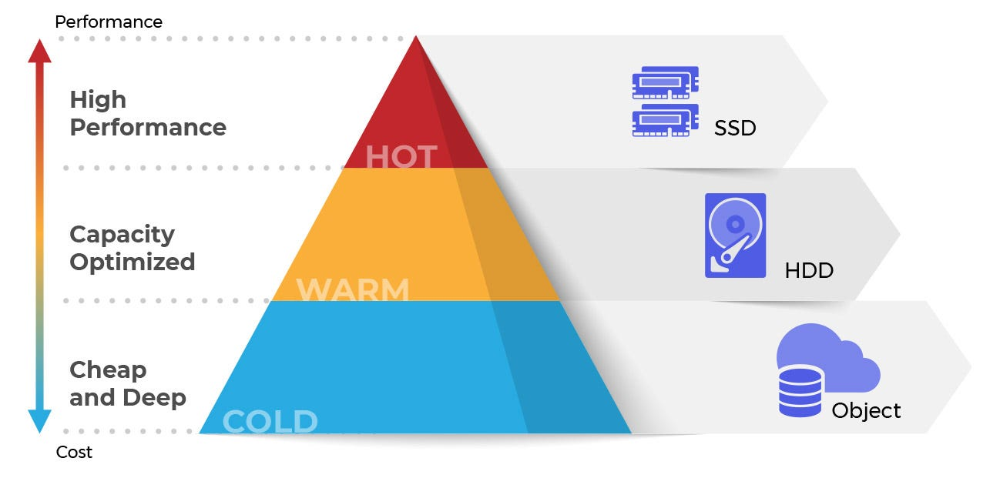 Performance
High
Performance
HOT
SSD
Capacity
Optimized
WARM
HDD
Cheap
and Deep
COLD
Object
Cost